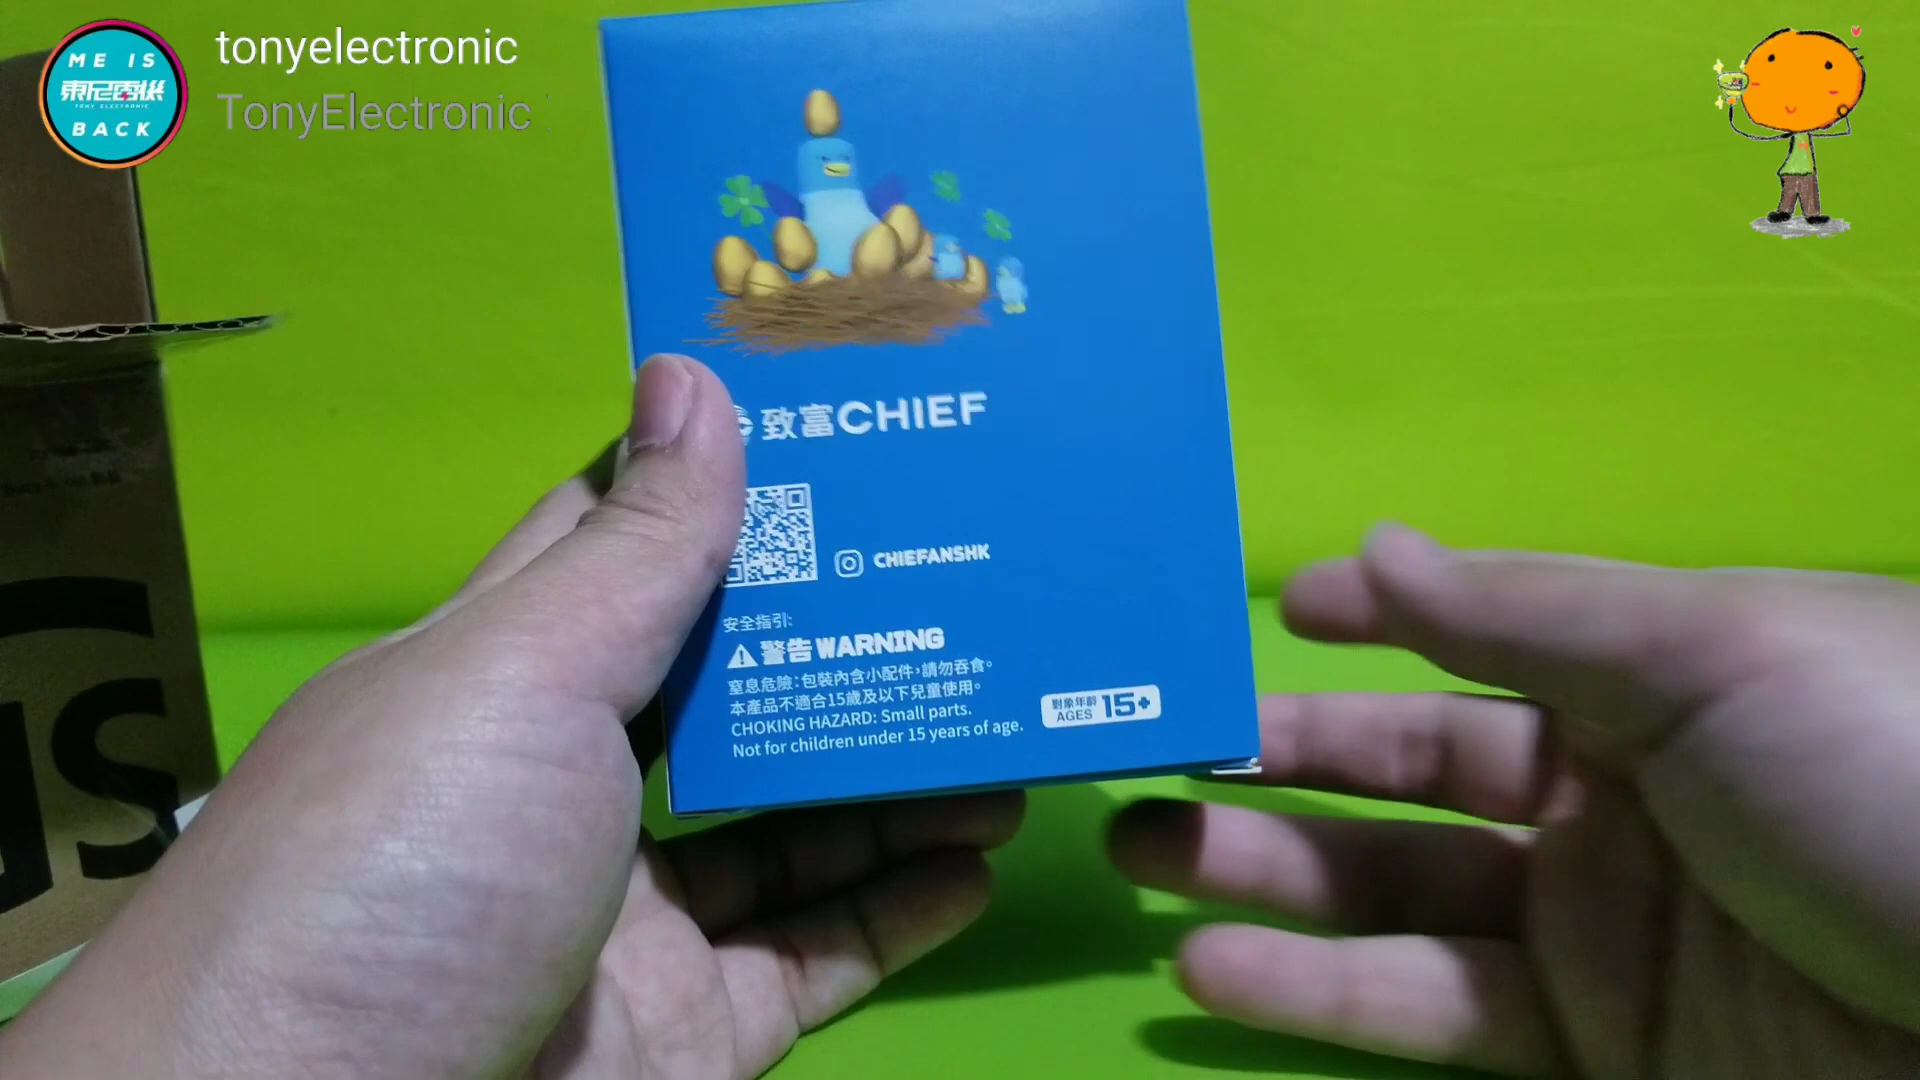 ME IS
東尼電機
TONY ELECTRONIC
BACK
tonyelectronic
TonyElectronic
致富CHIEF
CHIEFANSHK
安全指引:
警告 WARNING
窒息危險：包裝內含小配件，請勿吞食。
本產品不適合15歲及以下兒童使用。
CHOKING HAZARD: Small parts.
Not for children under 15 years of age.
對象年齡
AGES 15+